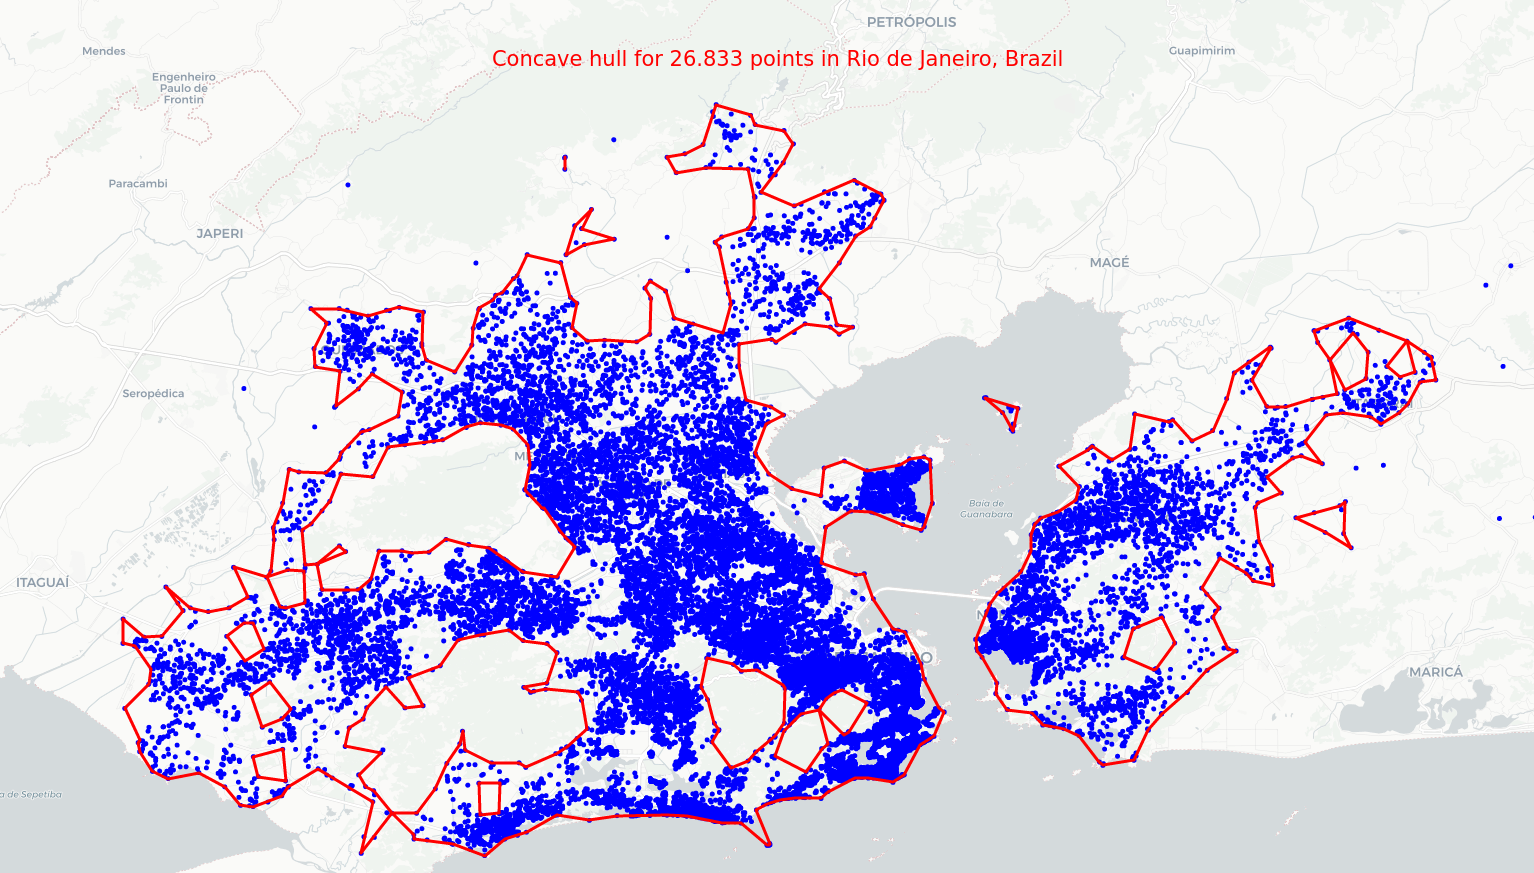 PETRÓPOLIS
Mendes
Guapimirim
Concave hull for 26.833 points in Rio de Janeiro, Brazil
Engenheiro
Paulo de
Frontin
Paracambi
JAPERI
MAGÉ
Seropédica
Baía de
Guanabara
ITAGUAÍ
MARICÁ
a de Sepetiba